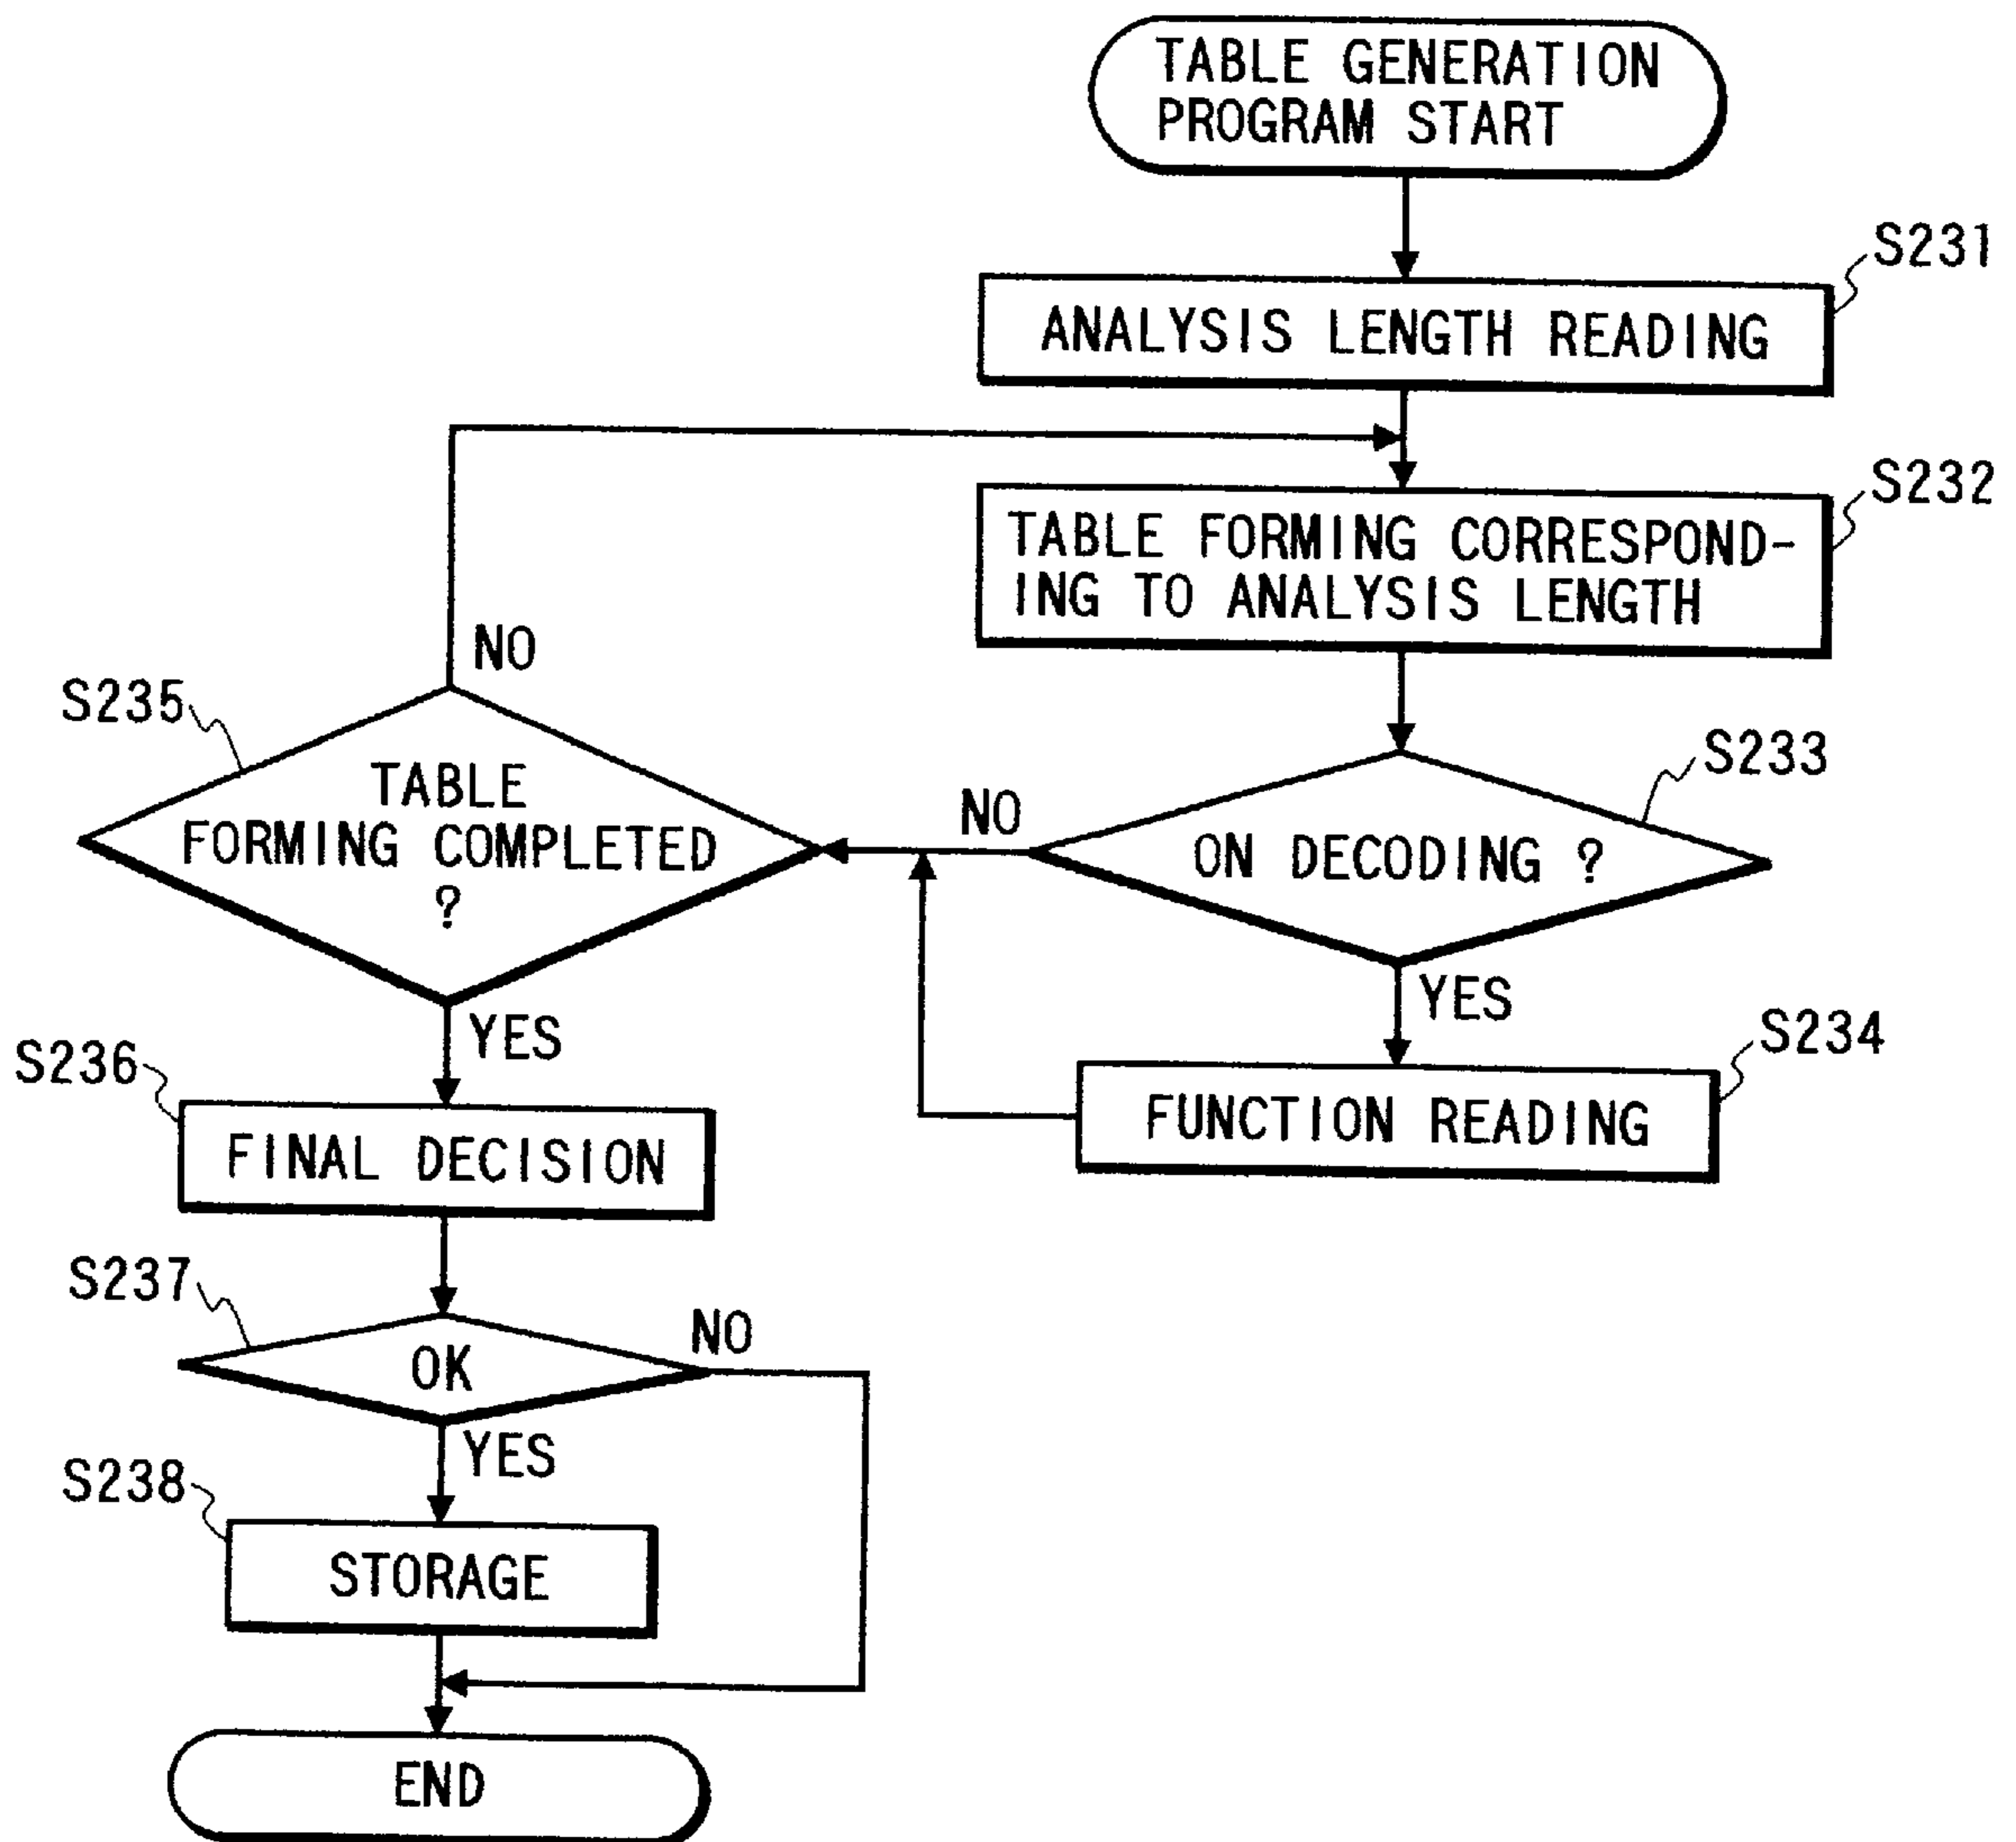 TABLE GENERATION
PROGRAM START
S231
ANALYSIS LENGTH READING
S232
TABLE FORMING CORRESPOND-
ING TO ANALYSIS LENGTH
NO
S235
TABLE
FORMING COMPLETED
?
NO
S233
ON DECODING ?
YES
S234
FUNCTION READING
YES
S236
FINAL DECISION
S237
OK
NO
YES
S238
STORAGE
END